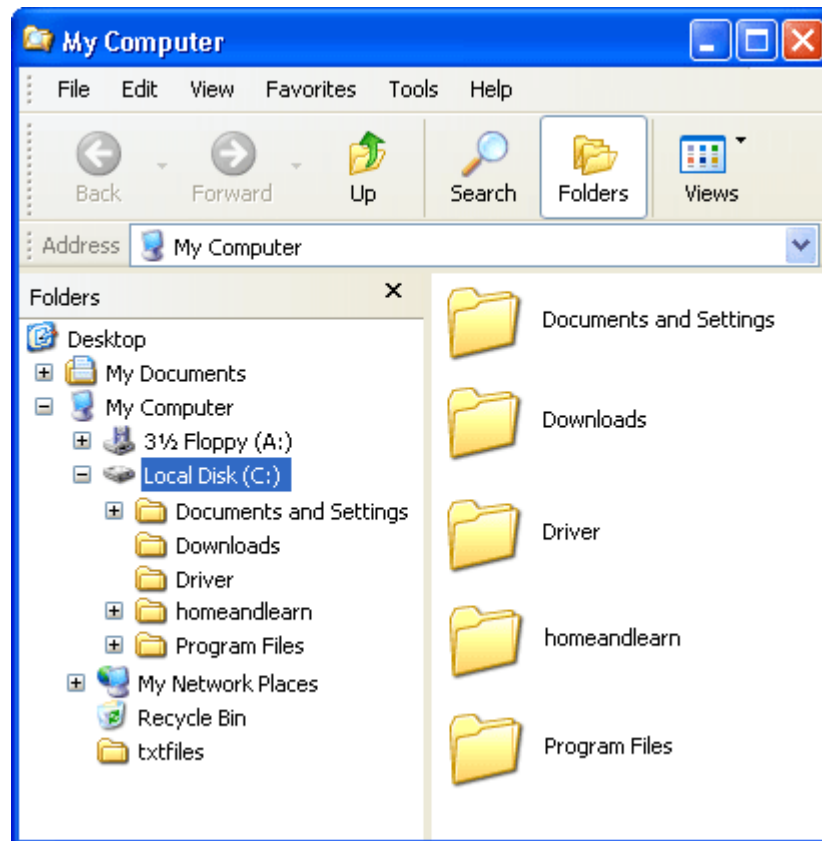 My Computer
File Edit View Favorites Tools Help
Back Forward Up Search Folders Views
Address My Computer
Folders
Desktop
My Documents
My Computer
3½ Floppy (A:)
Local Disk (C:)
Documents and Settings
Downloads
Driver
homeandlearn
Program Files
My Network Places
Recycle Bin
txtfiles
Documents and Settings
Downloads
Driver
homeandlearn
Program Files